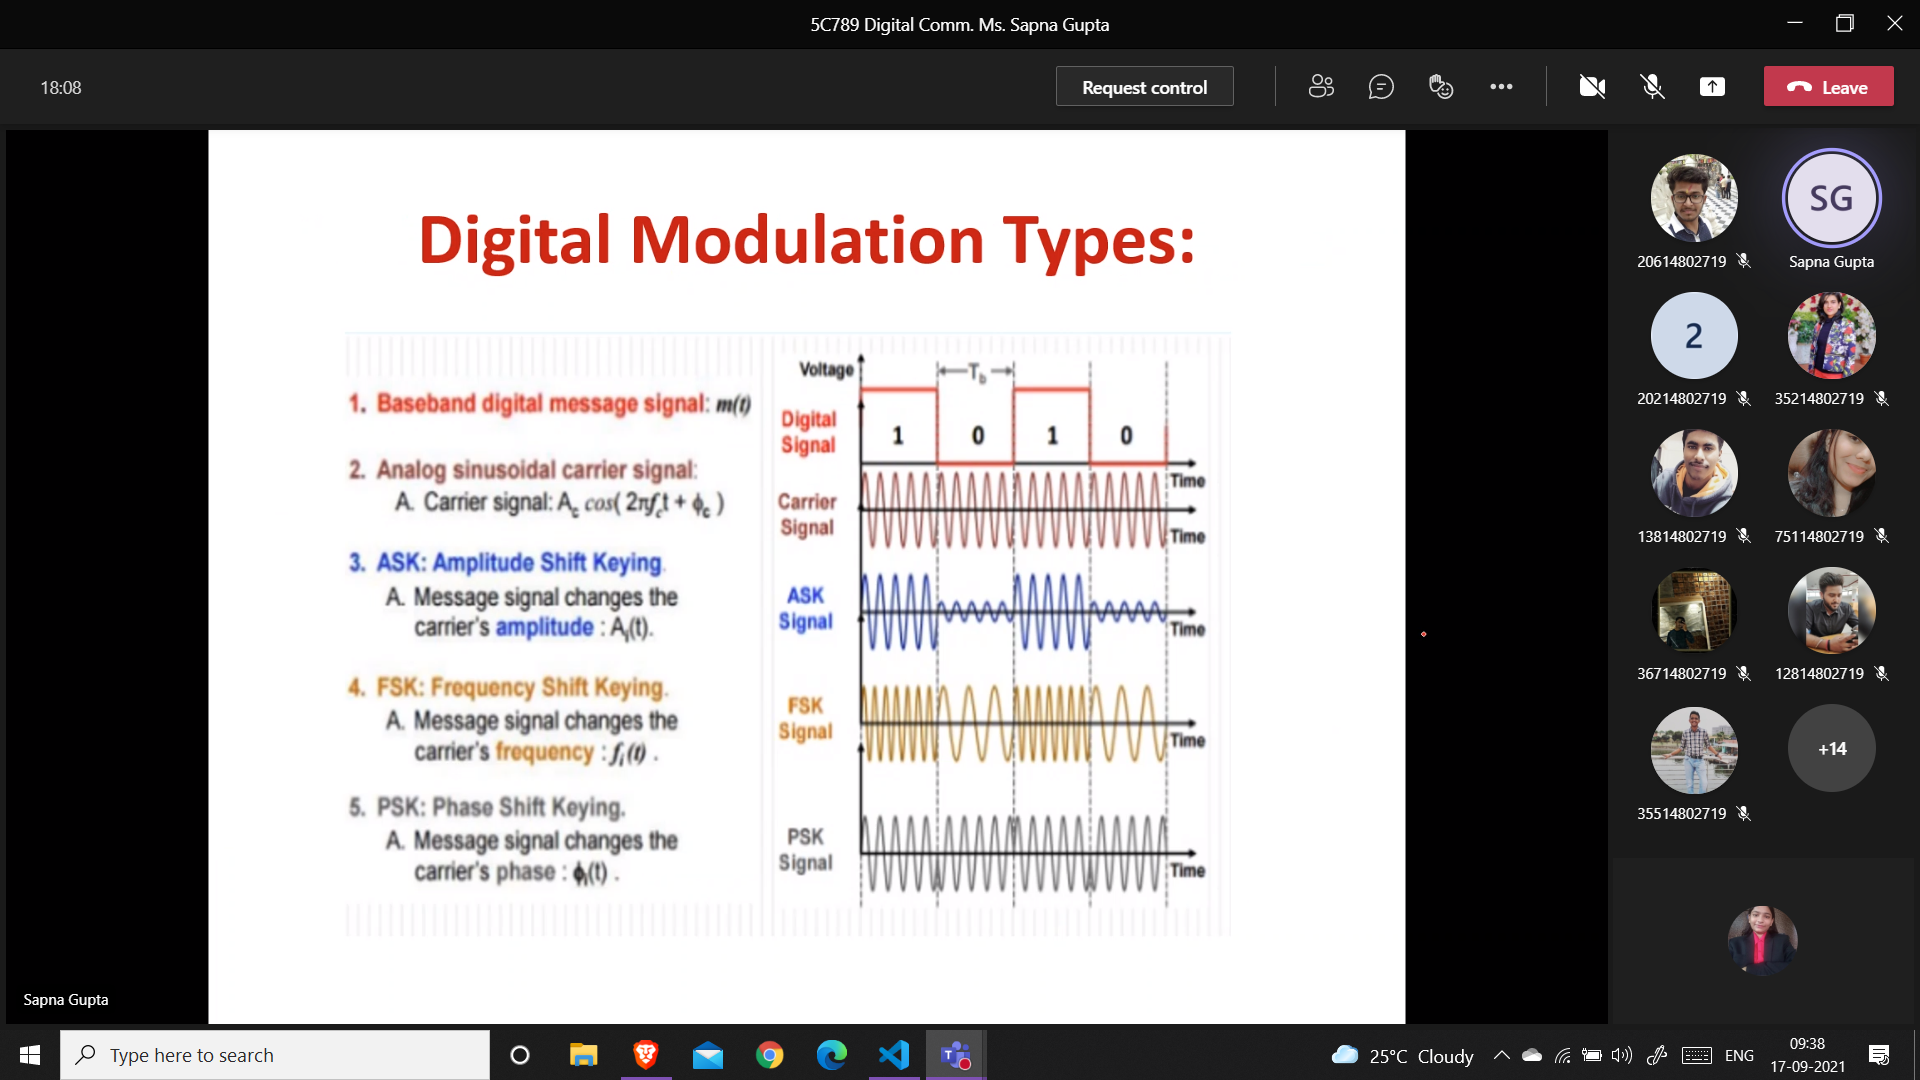 5C789 Digital Comm. Ms. Sapna Gupta
18:08
Request control
Leave
Digital Modulation Types:
1. Baseband digital message signal: m(t)
2. Analog sinusoidal carrier signal:
A. Carrier signal: A_c cos( 2πf_c t + ϕ_c )
3. ASK: Amplitude Shift Keying.
A. Message signal changes the
carrier's amplitude : A_i(t).
4. FSK: Frequency Shift Keying.
A. Message signal changes the
carrier's frequency : f_i(t) .
5. PSK: Phase Shift Keying.
A. Message signal changes the
carrier's phase : ϕ_i(t) .
Voltage
T_b
Digital
Signal
1 0 1 0
Time
Carrier
Signal
Time
ASK
Signal
Time
FSK
Signal
Time
PSK
Signal
Time
SG
20614802719
Sapna Gupta
2
20214802719
35214802719
13814802719
75114802719
36714802719
12814802719
+14
35514802719
Sapna Gupta
Type here to search
25°C Cloudy
ENG
09:38
17-09-2021